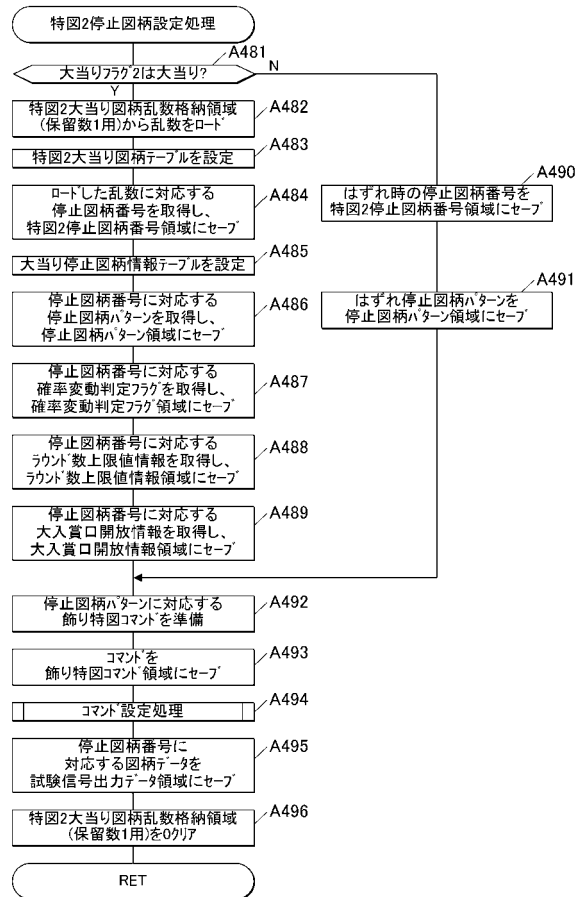 特図2停止図柄設定処理
A481
大当りフラグ2は大当り?
N
Y
特図2大当り図柄乱数格納領域
(保留数1用)から乱数をロード
A482
特図2大当り図柄テーブルを設定
A483
ロードした乱数に対応する
停止図柄番号を取得し、
特図2停止図柄番号領域にセーブ
A484
大当り停止図柄情報テーブルを設定
A485
停止図柄番号に対応する
停止図柄パターンを取得し、
停止図柄パターン領域にセーブ
A486
停止図柄番号に対応する
確率変動判定フラグを取得し、
確率変動判定フラグ領域にセーブ
A487
停止図柄番号に対応する
ラウンド数上限値情報を取得し、
ラウンド数上限値情報領域にセーブ
A488
停止図柄番号に対応する
大入賞口開放情報を取得し、
大入賞口開放情報領域にセーブ
A489
A490
はずれ時の停止図柄番号を
特図2停止図柄番号領域にセーブ
A491
はずれ停止図柄パターンを
停止図柄パターン領域にセーブ
停止図柄パターンに対応する
飾り特図コマンドを準備
A492
コマンドを
飾り特図コマンド領域にセーブ
A493
コマンド設定処理
A494
停止図柄番号に
対応する図柄データを
試験信号出力データ領域にセーブ
A495
特図2大当り図柄乱数格納領域
(保留数1用)を0クリア
A496
RET